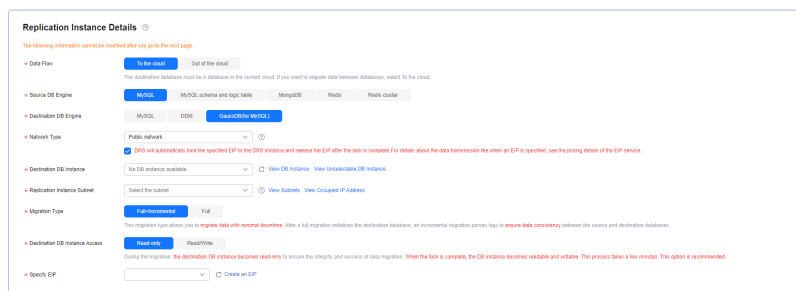 Replication Instance Details
The following information cannot be modified after you go to the next page.
* Data Flow To the cloud Out of the cloud
The destination database must be a database in the current cloud. If you want to migrate data between databases, select To the cloud.
* Source DB Engine MySQL MySQL schema and logic table MongoDB Redis Redis cluster
* Destination DB Engine MySQL DDM GaussDB(for MySQL)
* Network Type Public network
DRS will automatically bind the specified EIP to the DRS instance and release the EIP after the task is complete.For details about the data transmission fee when an EIP is specified, see the pricing details of the EIP service.
* Destination DB Instance No DB instance available. View DB Instance View Unselectable DB Instance
* Replication Instance Subnet Select the subnet View Subnets View Occupied IP Address
* Migration Type Full+Incremental Full
This migration type allows you to migrate data with minimal downtime. After a full migration initializes the destination database, an incremental migration parses logs to ensure data consistency between the source and destination databases.
* Destination DB Instance Access Read-only Read/Write
During the migration, the destination DB instance becomes read-only to ensure the integrity and success of data migration. When the task is complete, the DB instance becomes readable and writable. This process takes a few minutes. This option is recommended.
* Specify EIP Create an EIP